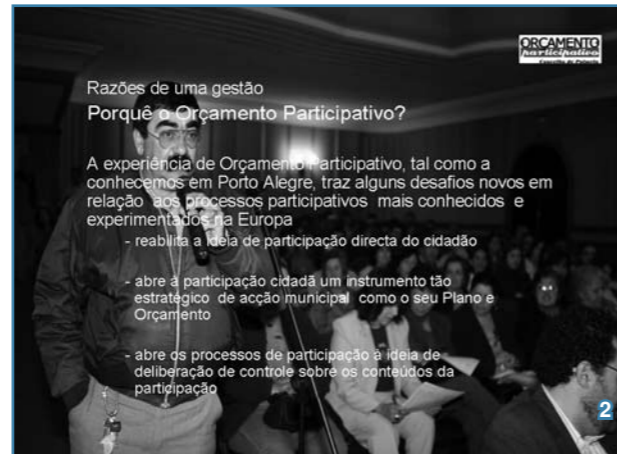 ORÇAMENTO
participativo
Concelho de Palmela
Razões de uma gestão
Porquê o Orçamento Participativo?
A experiência de Orçamento Participativo, tal como a
conhecemos em Porto Alegre, traz alguns desafios novos em
relação aos processos participativos mais conhecidos e
experimentados na Europa
- reabilita a ideia de participação directa do cidadão
- abre à participação cidadã um instrumento tão
estratégico de acção municipal como o seu Plano e
Orçamento
- abre os processos de participação à ideia de
deliberação de controle sobre os conteúdos da
participação
2